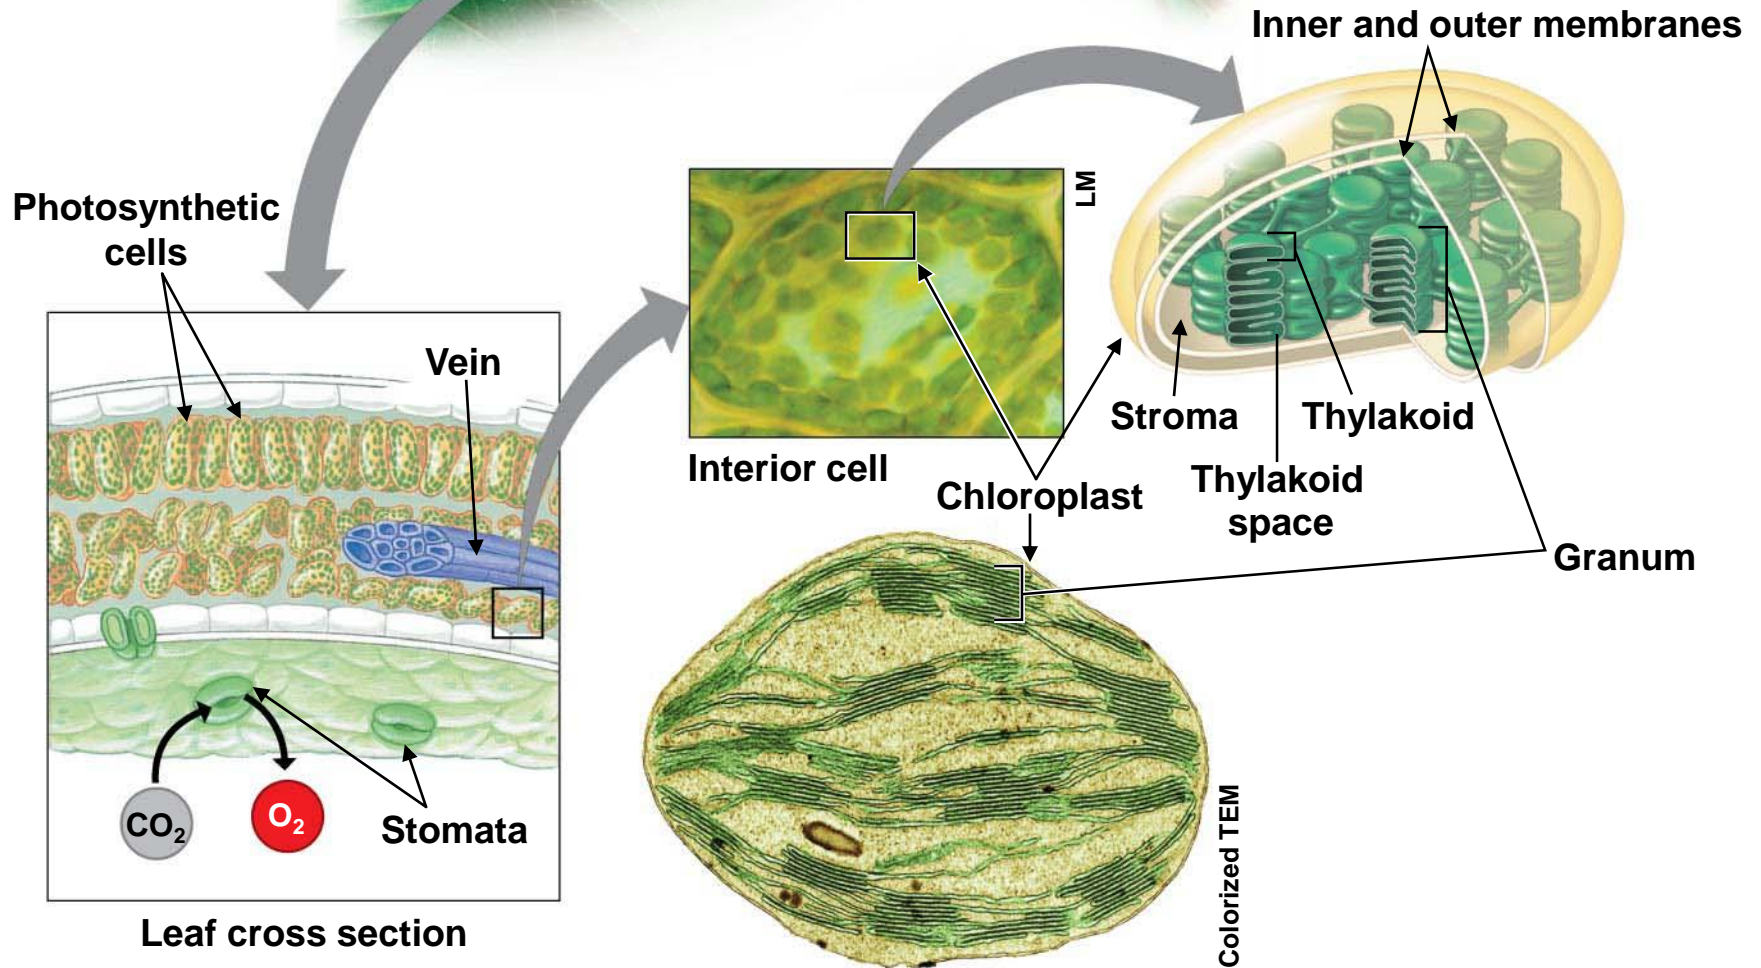 Inner and outer membranes
LM
Photosynthetic
cells
Vein
Stroma
Thylakoid
Interior cell
Chloroplast
Thylakoid
space
Granum
CO2
O2
Stomata
Colorized TEM
Leaf cross section